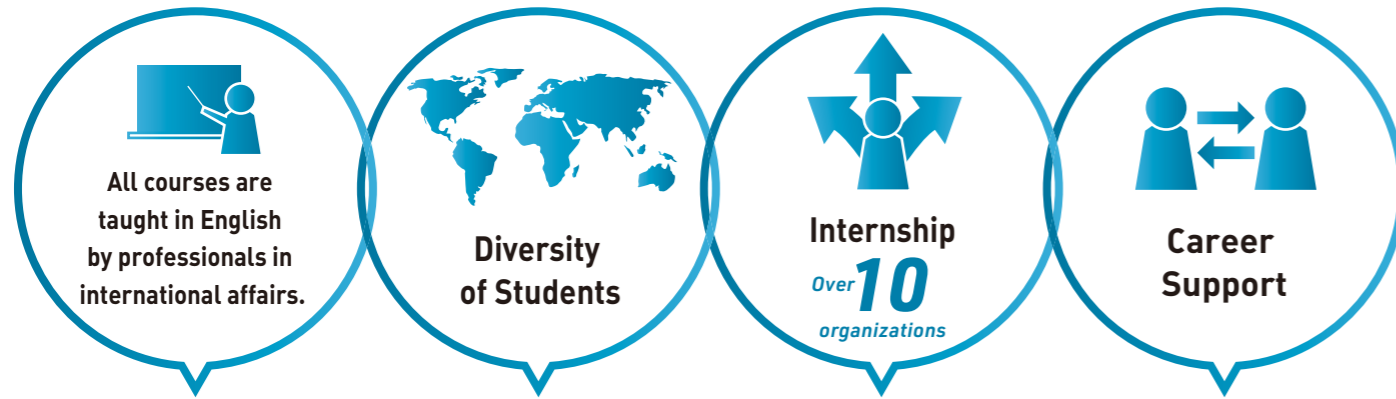 All courses are
taught in English
by professionals in
international affairs.
Diversity
of Students
Internship
Over 10
organizations
Career
Support